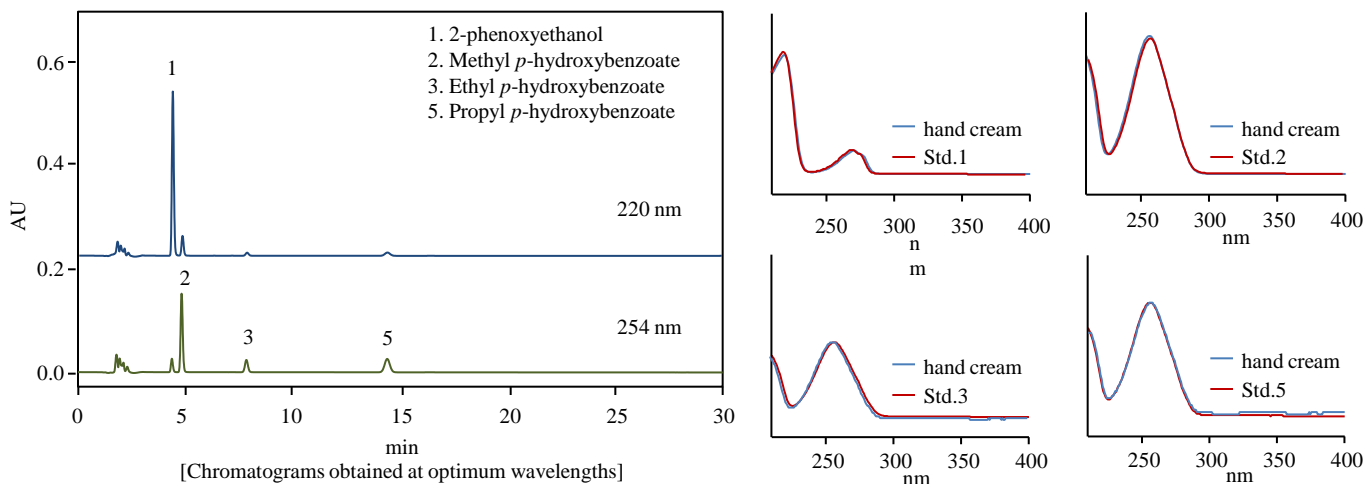 1. 2-phenoxyethanol
2. Methyl p-hydroxybenzoate
3. Ethyl p-hydroxybenzoate
5. Propyl p-hydroxybenzoate
0.6
1
0.4
AU
220 nm
0.2
2
254 nm
3
5
0.0
0 5 10 15 20 25 30
min
[Chromatograms obtained at optimum wavelengths]
hand cream
Std.1
250 300 350 400
n
m
hand cream
Std.2
250 300 350 400
nm
hand cream
Std.3
250 300 350 400
nm
hand cream
Std.5
250 300 350 400
nm